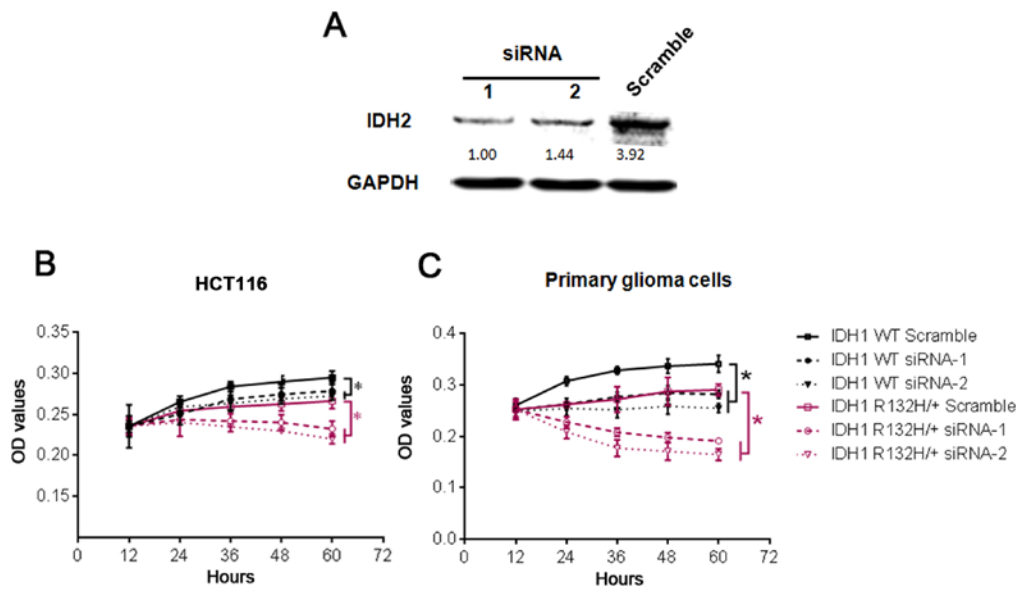 A
siRNA
1 2 Scramble
IDH2
1.00 1.44 3.92
GAPDH
B
HCT116
OD values
0.35
0.30
0.25
0.20
0.15
0 12 24 36 48 60 72
Hours
*
*
C
Primary glioma cells
OD values
0.4
0.3
0.2
0.1
0.0
0 12 24 36 48 60 72
Hours
*
*
IDH1 WT Scramble
IDH1 WT siRNA-1
IDH1 WT siRNA-2
IDH1 R132H/+ Scramble
IDH1 R132H/+ siRNA-1
IDH1 R132H/+ siRNA-2